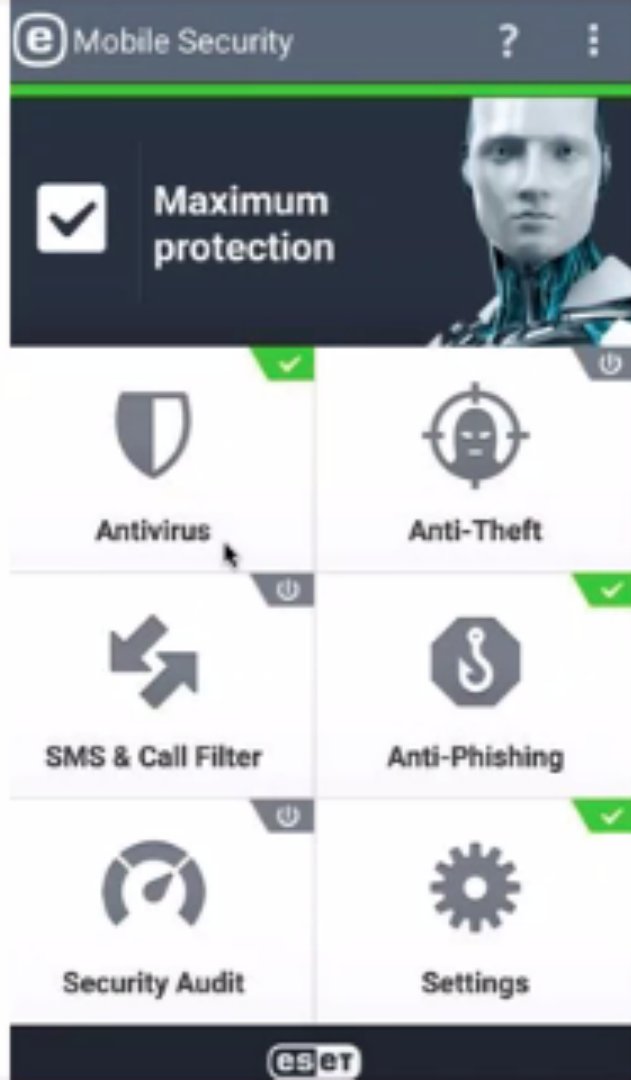 e Mobile Security ?
Maximum
protection
Antivirus
Anti-Theft
SMS & Call Filter
Anti-Phishing
Security Audit
Settings
eseT